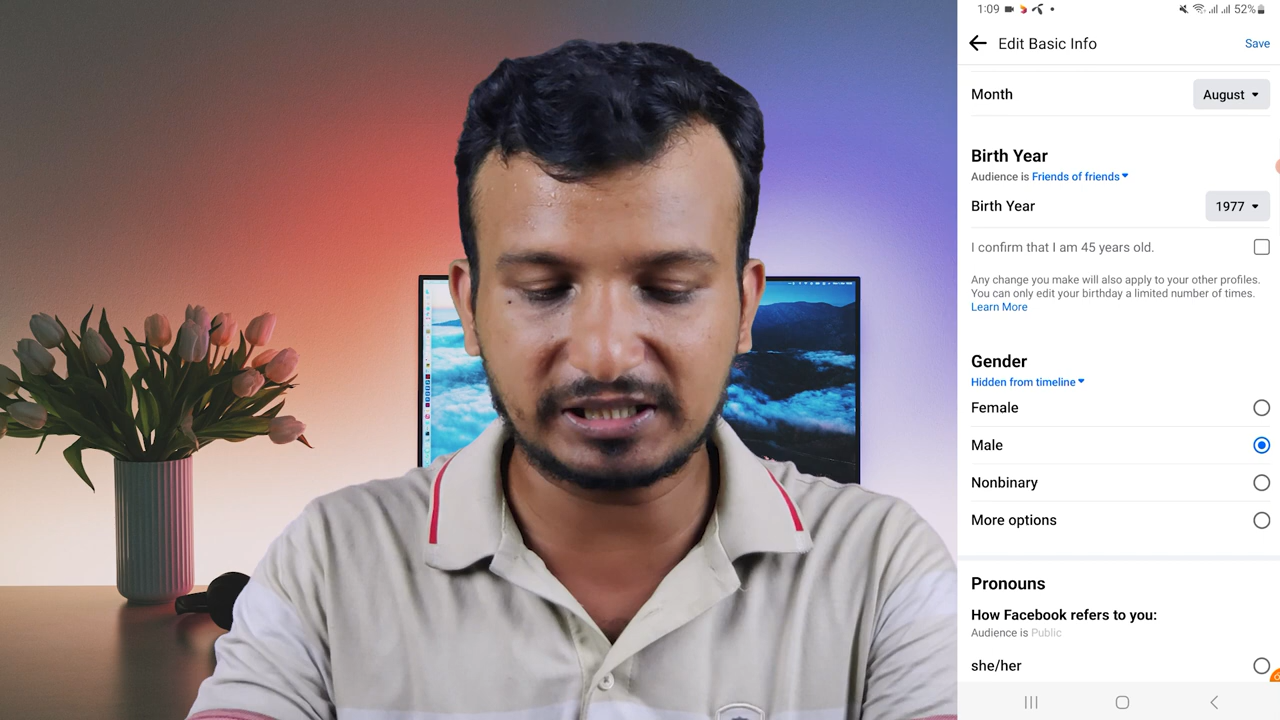 1:09
52%
Edit Basic Info
Save
Month
August
Birth Year
Audience is Friends of friends
Birth Year
1977
I confirm that I am 45 years old.
Any change you make will also apply to your other profiles.
You can only edit your birthday a limited number of times.
Learn More
Gender
Hidden from timeline
Female
Male
Nonbinary
More options
Pronouns
How Facebook refers to you:
Audience is Public
she/her